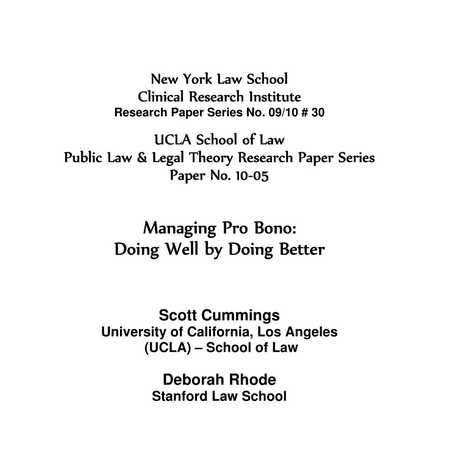 New York Law School
Clinical Research Institute
Research Paper Series No. 09/10 # 30
UCLA School of Law
Public Law & Legal Theory Research Paper Series
Paper No. 10-05
Managing Pro Bono:
Doing Well by Doing Better
Scott Cummings
University of California, Los Angeles
(UCLA) – School of Law
Deborah Rhode
Stanford Law School